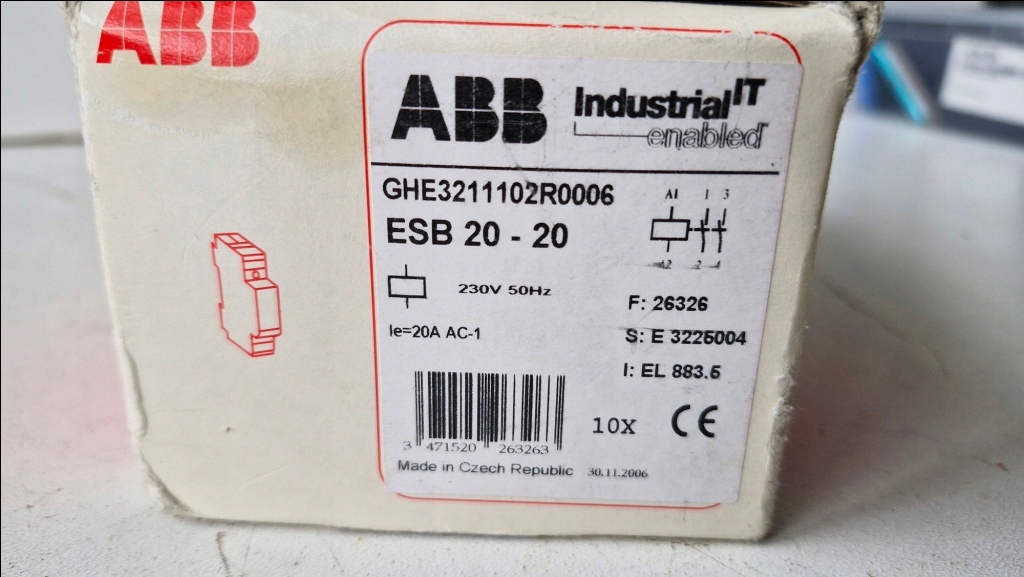 ABB
ABB
Industrial IT
enabled
GHE3211102R0006
ESB 20 - 20
A1 1 3
A2 2 4
230V 50Hz
Ie=20A AC-1
F: 26326
S: E 3225004
I: EL 883.5
10X CE
3 471520 263263
Made in Czech Republic 30.11.2006